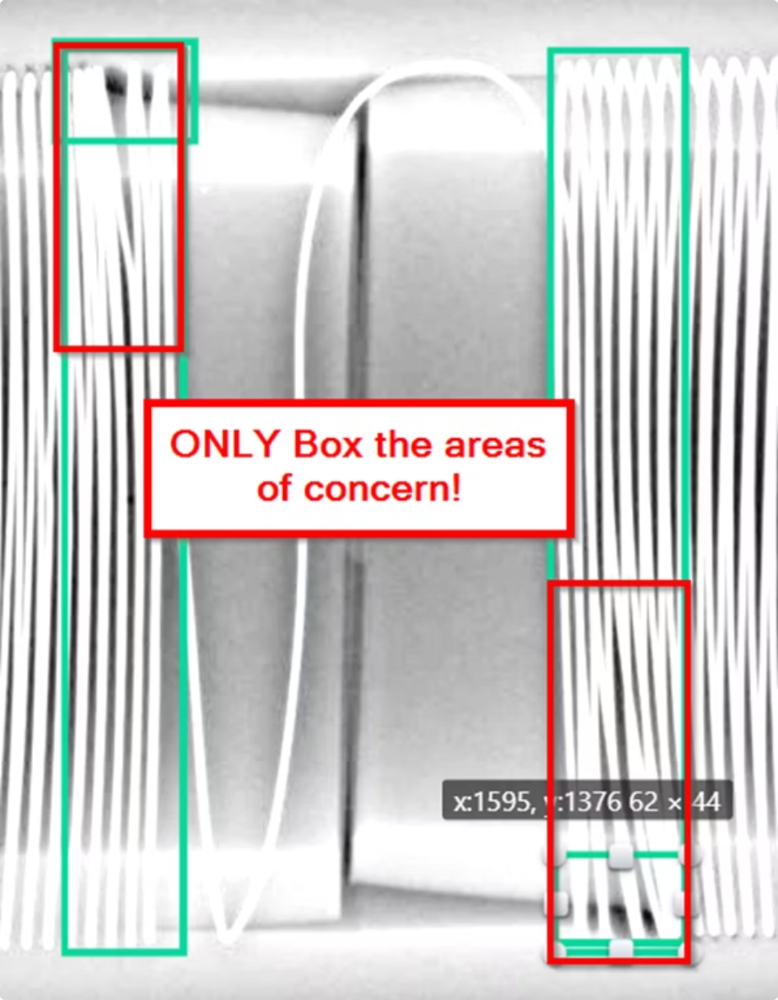 ONLY Box the areas
of concern!
x:1595, y:1376 62 × 44